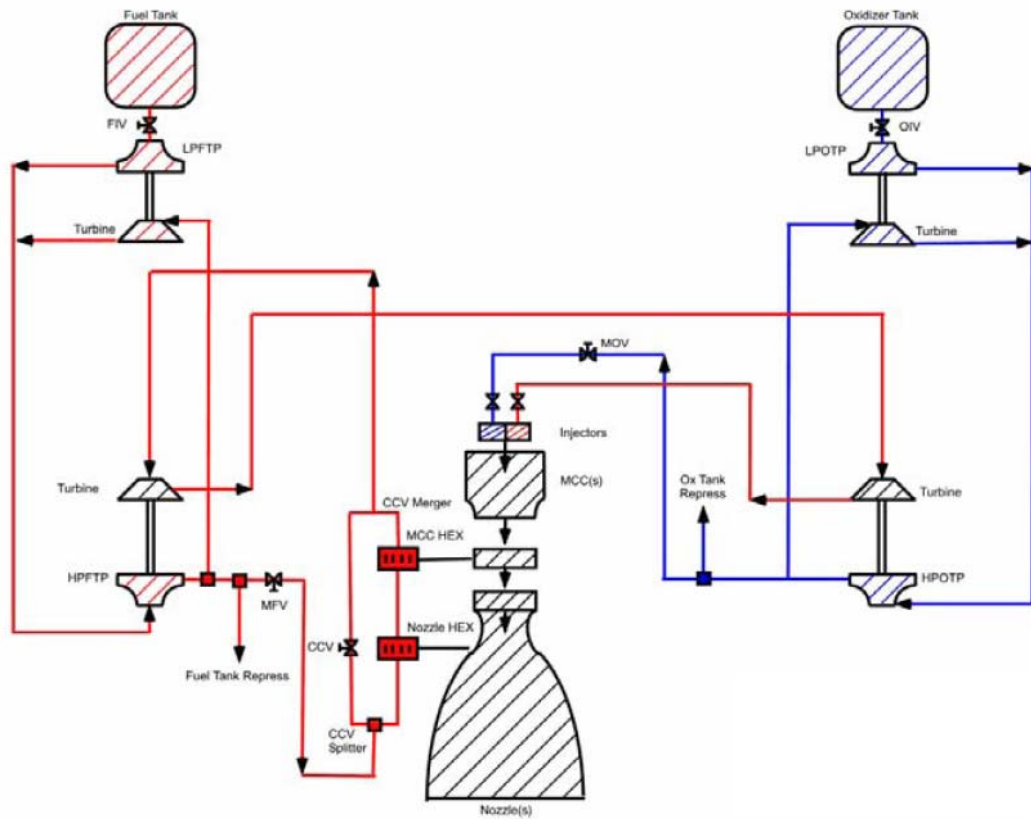 Fuel Tank
Oxidizer Tank
FIV
OIV
LPFTP
LPOTP
Turbine
Turbine
MOV
Injectors
MCC(s)
Ox Tank
Repress
Turbine
Turbine
CCV Merger
MCC HEX
HPFTP
HPOTP
MFV
Nozzle HEX
CCV
Fuel Tank Repress
CCV
Splitter
Nozzle(s)